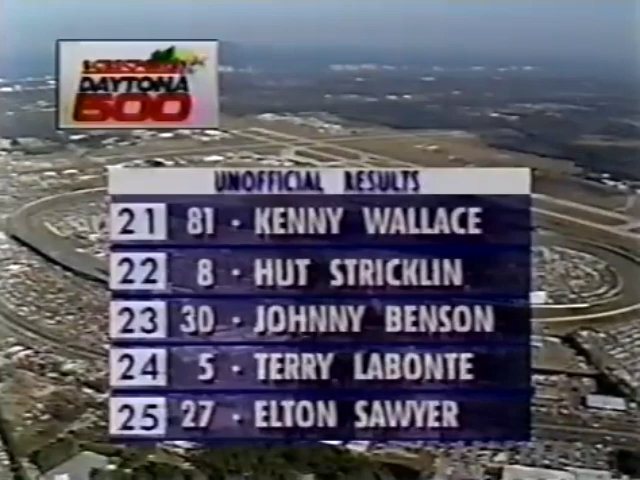 DAYTONA
500
UNOFFICIAL RESULTS
21 81 · KENNY WALLACE
22 8 · HUT STRICKLIN
23 30 · JOHNNY BENSON
24 5 · TERRY LABONTE
25 27 · ELTON SAWYER